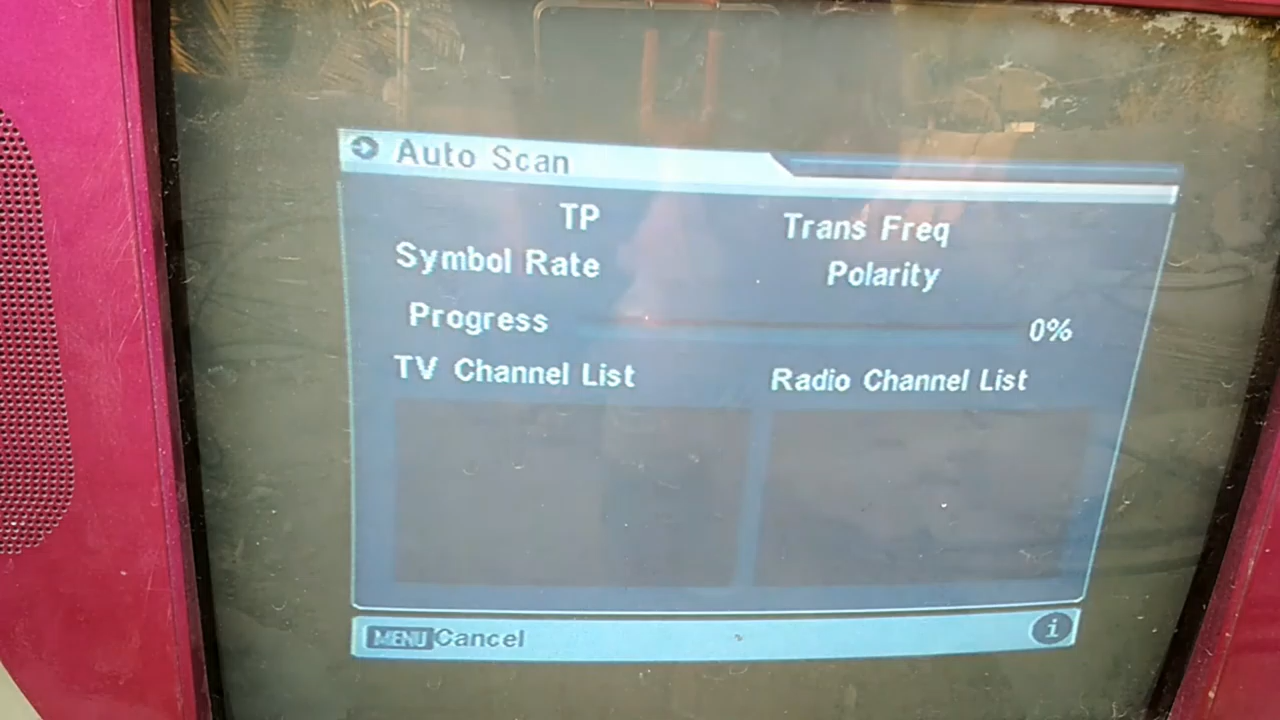 Auto Scan
TP Trans Freq
Symbol Rate Polarity
Progress 0%
TV Channel List Radio Channel List
MENU Cancel i